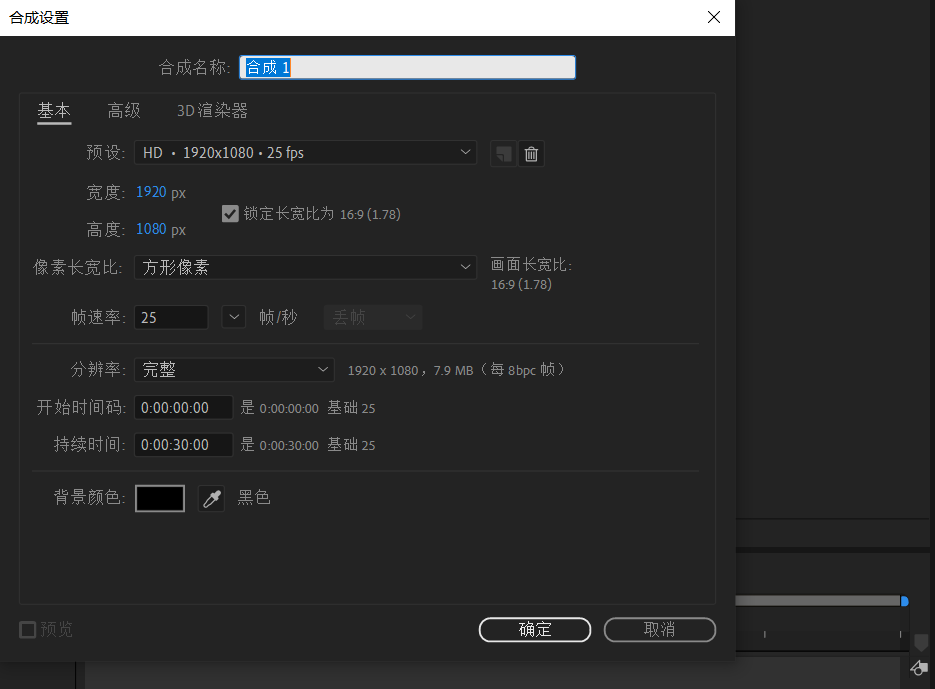 合成设置
合成名称: 合成 1
基本 高级 3D 渲染器
预设: HD • 1920x1080 • 25 fps
宽度: 1920 px
锁定长宽比为 16:9 (1.78)
高度: 1080 px
像素长宽比: 方形像素 画面长宽比:
16:9 (1.78)
帧速率: 25 帧/秒 丢帧
分辨率: 完整 1920 x 1080，7.9 MB（每 8bpc 帧）
开始时间码: 0:00:00:00 是 0:00:00:00 基础 25
持续时间: 0:00:30:00 是 0:00:30:00 基础 25
背景颜色: 黑色
预览 确定 取消